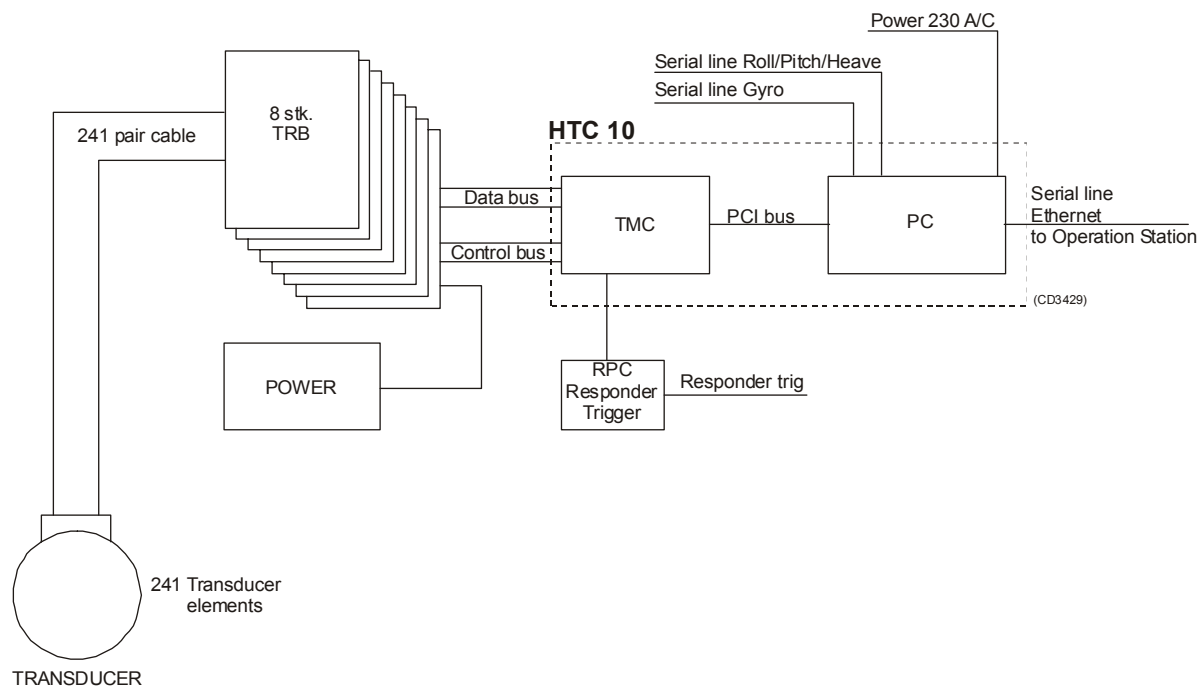 Power 230 A/C
Serial line Roll/Pitch/Heave
Serial line Gyro
8 stk.
TRB
241 pair cable
HTC 10
Data bus
Control bus
TMC
PCI bus
PC
Serial line
Ethernet
to Operation Station
(CD3429)
POWER
RPC
Responder
Trigger
Responder trig
241 Transducer
elements
TRANSDUCER